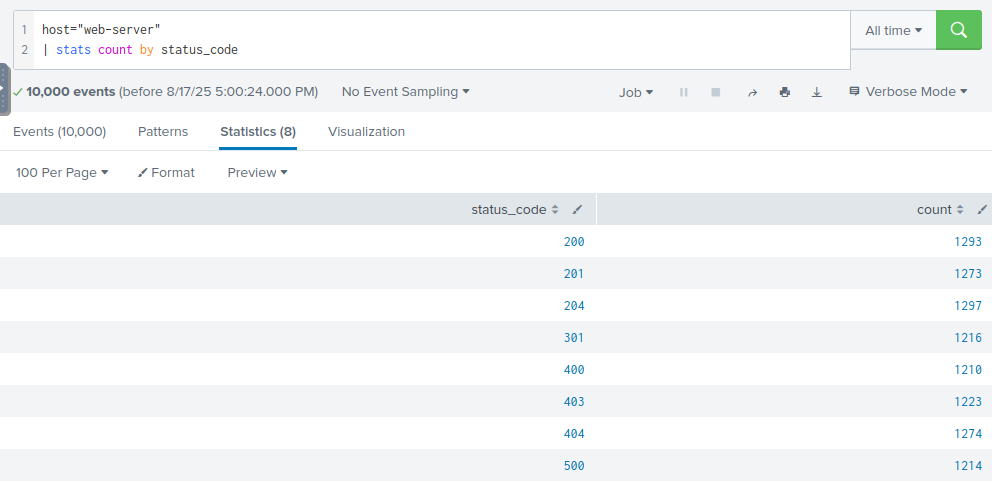 1 host="web-server"
2 | stats count by status_code
All time
10,000 events (before 8/17/25 5:00:24.000 PM) No Event Sampling Job Verbose Mode
Events (10,000) Patterns Statistics (8) Visualization
100 Per Page Format Preview
status_code count
200 1293
201 1273
204 1297
301 1216
400 1210
403 1223
404 1274
500 1214